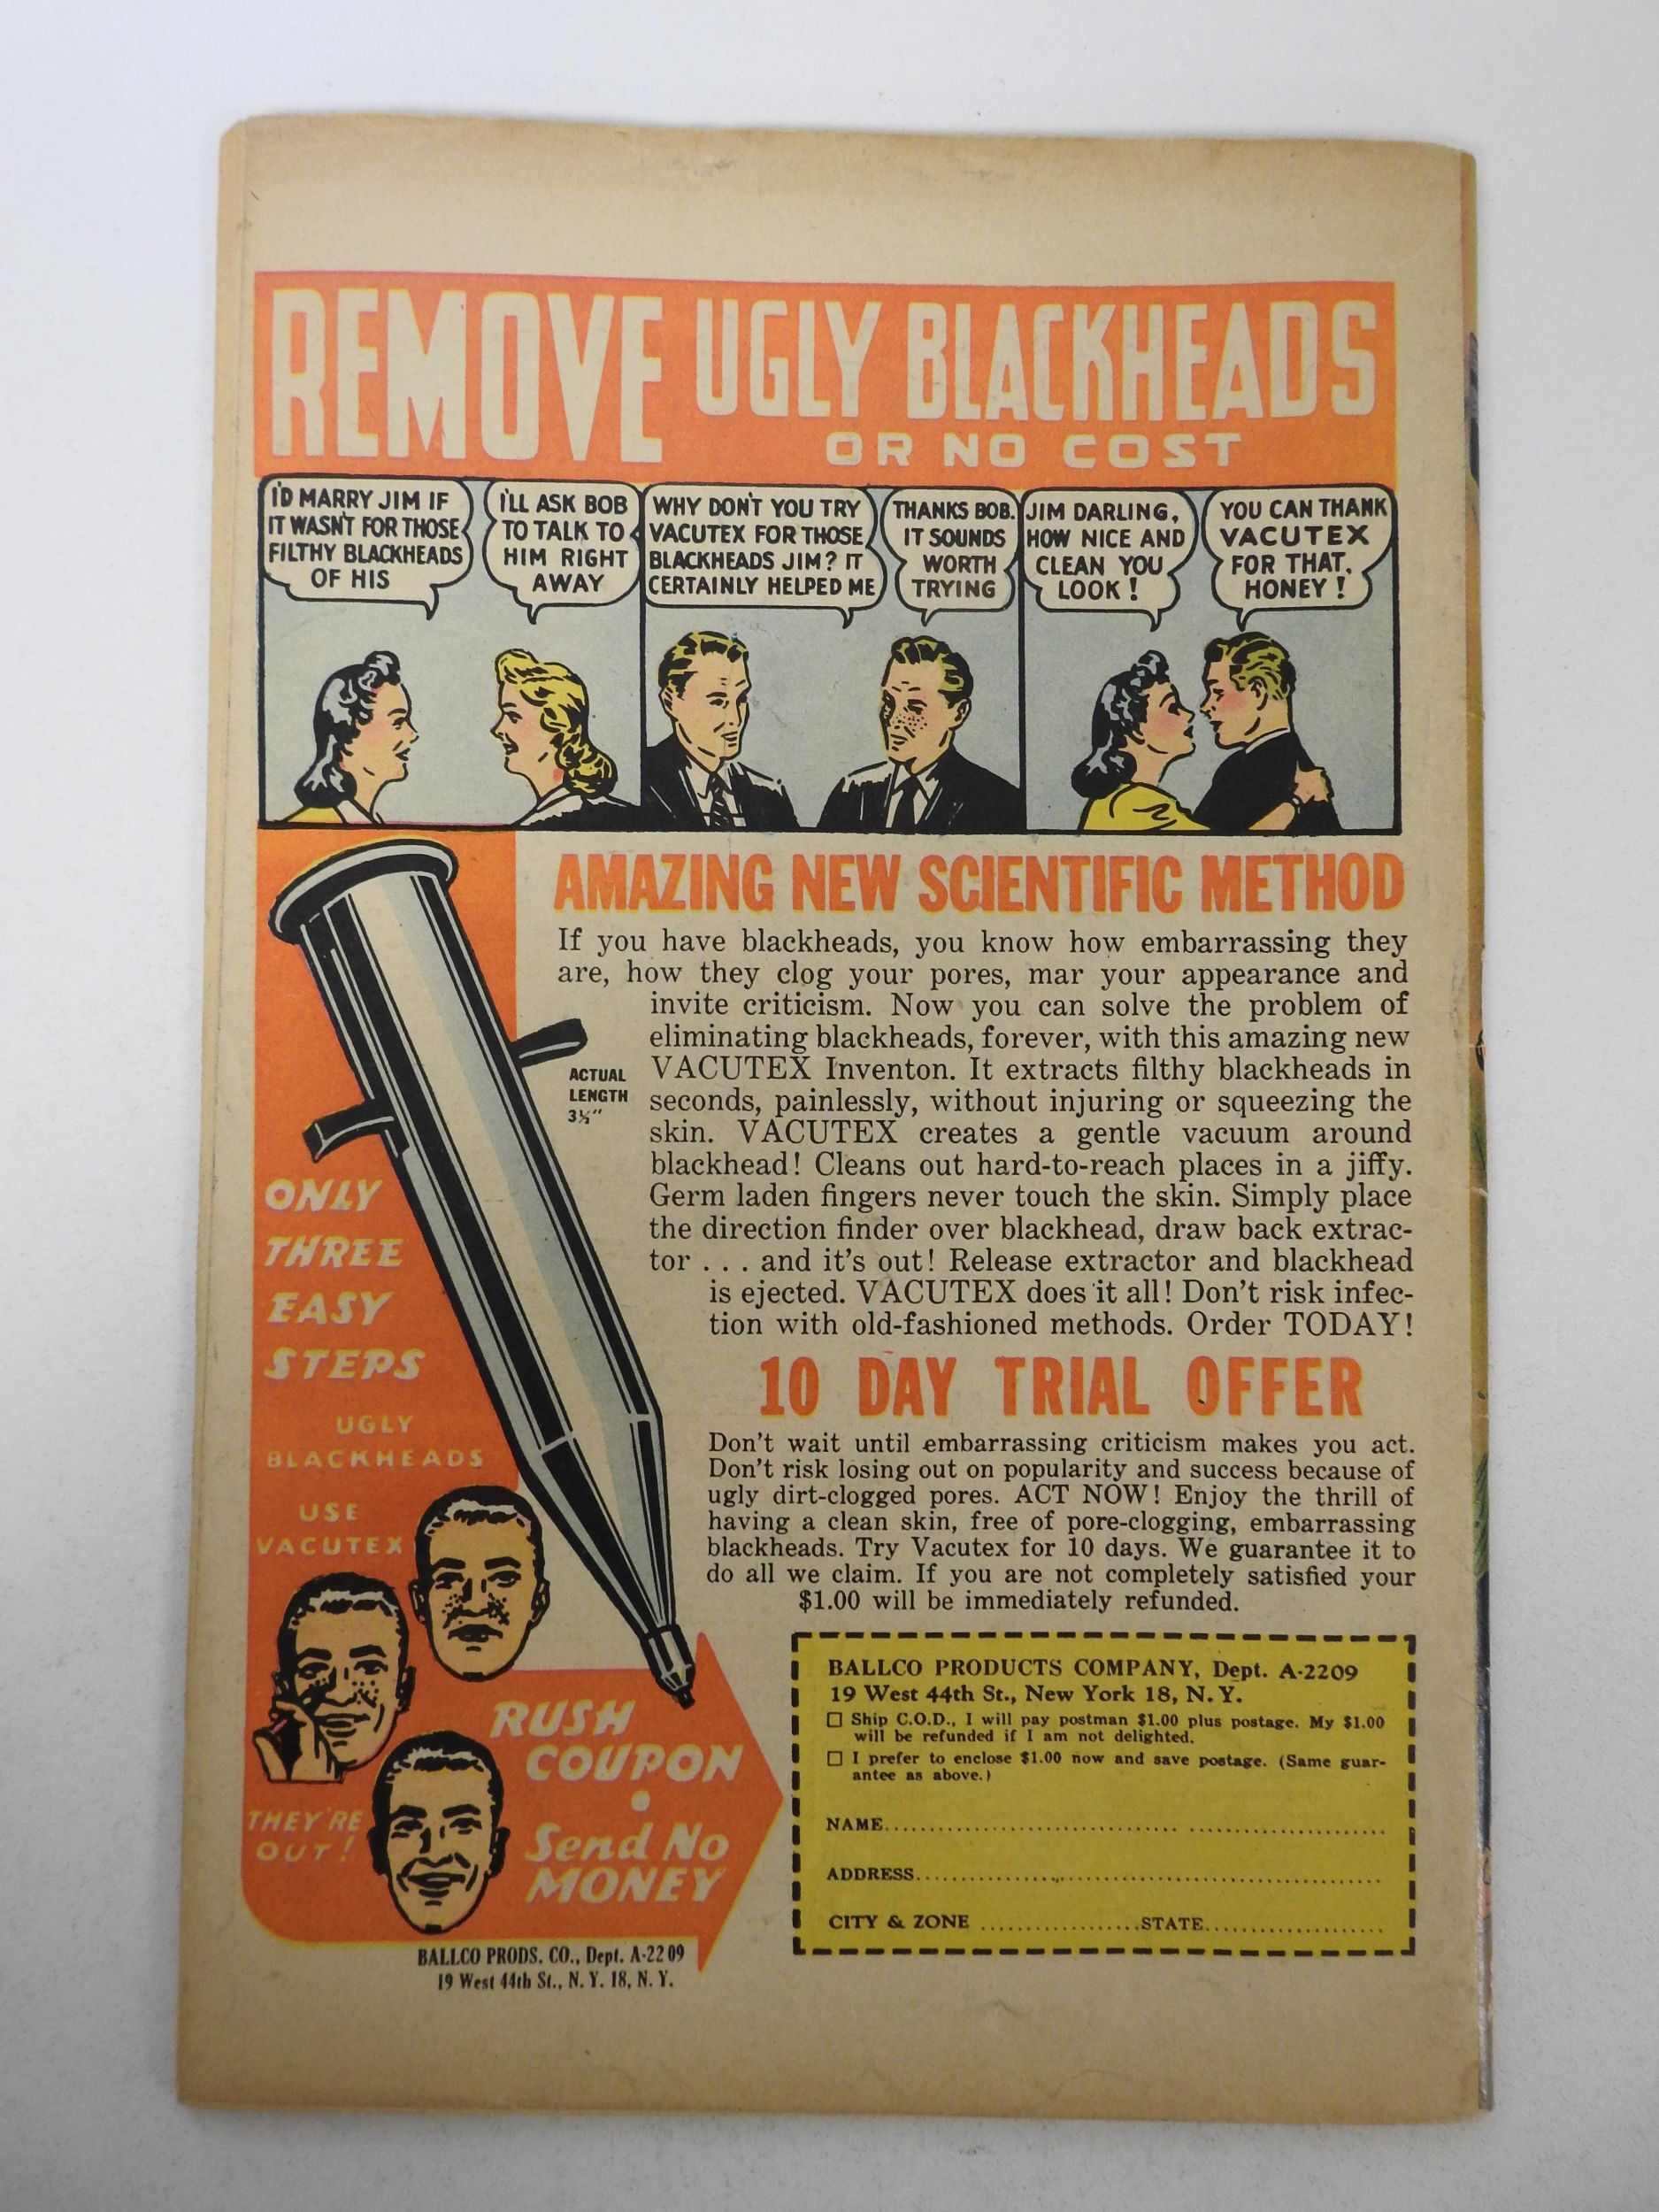 REMOVE UGLY BLACKHEADS
OR NO COST
I'D MARRY JIM IF
IT WASN'T FOR THOSE
FILTHY BLACKHEADS
OF HIS
I'LL ASK BOB
TO TALK TO
HIM RIGHT
AWAY
WHY DON'T YOU TRY
VACUTEX FOR THOSE
BLACKHEADS JIM? IT
CERTAINLY HELPED ME
THANKS BOB.
IT SOUNDS
WORTH
TRYING
JIM DARLING,
HOW NICE AND
CLEAN YOU
LOOK!
YOU CAN THANK
VACUTEX
FOR THAT,
HONEY!
AMAZING NEW SCIENTIFIC METHOD
If you have blackheads, you know how embarrassing they
are, how they clog your pores, mar your appearance and
invite criticism. Now you can solve the problem of
eliminating blackheads, forever, with this amazing new
VACUTEX Inventon. It extracts filthy blackheads in
seconds, painlessly, without injuring or squeezing the
skin. VACUTEX creates a gentle vacuum around
blackhead! Cleans out hard-to-reach places in a jiffy.
Germ laden fingers never touch the skin. Simply place
the direction finder over blackhead, draw back extrac-
tor . . . and it's out! Release extractor and blackhead
is ejected. VACUTEX does it all! Don't risk infec-
tion with old-fashioned methods. Order TODAY!
ACTUAL
LENGTH
3½"
ONLY
THREE
EASY
STEPS
UGLY
BLACKHEADS
USE
VACUTEX
THEY'RE
OUT!
10 DAY TRIAL OFFER
Don't wait until embarrassing criticism makes you act.
Don't risk losing out on popularity and success because of
ugly dirt-clogged pores. ACT NOW! Enjoy the thrill of
having a clean skin, free of pore-clogging, embarrassing
blackheads. Try Vacutex for 10 days. We guarantee it to
do all we claim. If you are not completely satisfied your
$1.00 will be immediately refunded.
RUSH
COUPON
•
Send No
MONEY
BALLCO PRODS. CO., Dept. A-2209
19 West 44th St., N. Y. 18, N. Y.
BALLCO PRODUCTS COMPANY, Dept. A-2209
19 West 44th St., New York 18, N. Y.
☐ Ship C.O.D., I will pay postman $1.00 plus postage. My $1.00
will be refunded if I am not delighted.
☐ I prefer to enclose $1.00 now and save postage. (Same guar-
antee as above.)
NAME..........................................................
ADDRESS..........................................................
CITY & ZONE ..................STATE....................